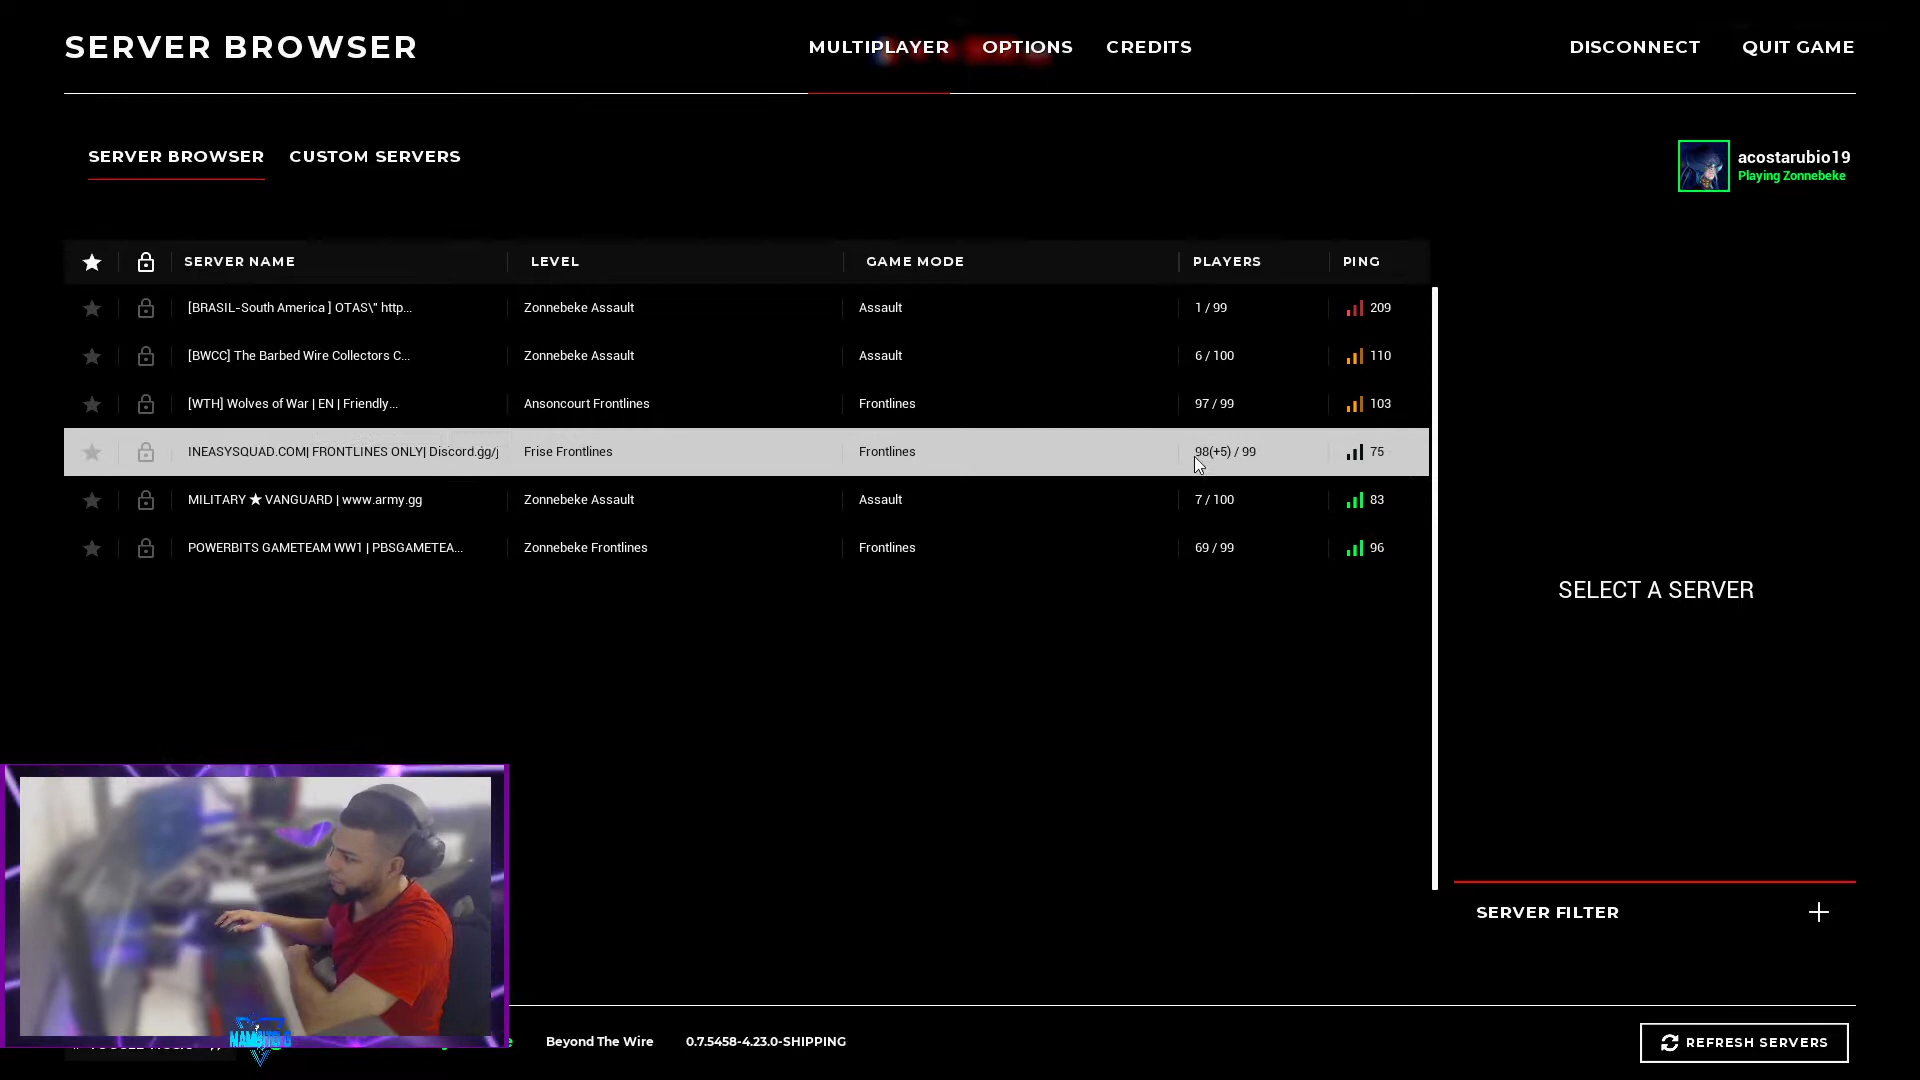 SERVER BROWSER
MULTIPLAYER OPTIONS CREDITS
DISCONNECT QUIT GAME
SERVER BROWSER CUSTOM SERVERS
acostarubio19
Playing Zonnebeke
SERVER NAME LEVEL GAME MODE PLAYERS PING
[BRASIL-South America ] OTAS\" http... Zonnebeke Assault Assault 1 / 99 209
[BWCC] The Barbed Wire Collectors C... Zonnebeke Assault Assault 6 / 100 110
[WTH] Wolves of War | EN | Friendly... Ansoncourt Frontlines Frontlines 97 / 99 103
INEASYSQUAD.COM| FRONTLINES ONLY| Discord.gg/j Frise Frontlines Frontlines 98(+5) / 99 75
MILITARY ★ VANGUARD | www.army.gg Zonnebeke Assault Assault 7 / 100 83
POWERBITS GAMETEAM WW1 | PBSGAMETEA... Zonnebeke Frontlines Frontlines 69 / 99 96
SELECT A SERVER
SERVER FILTER
Beyond The Wire 0.7.5458-4.23.0-SHIPPING
REFRESH SERVERS